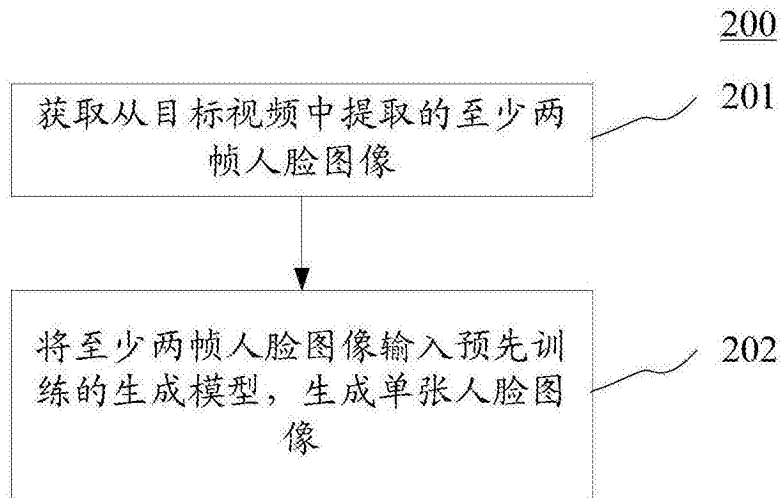 200
获取从目标视频中提取的至少两
帧人脸图像
201
将至少两帧人脸图像输入预先训
练的生成模型，生成单张人脸图
像
202